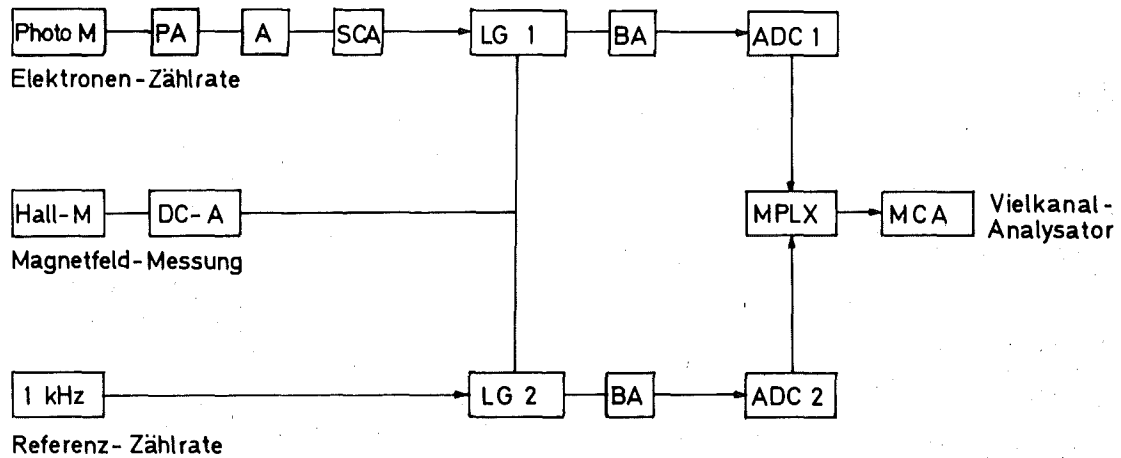 Photo M PA A SCA LG 1 BA ADC 1
Elektronen-Zählrate
Hall-M DC-A MPLX MCA Vielkanal-
Analysator
Magnetfeld-Messung
1 kHz LG 2 BA ADC 2
Referenz-Zählrate